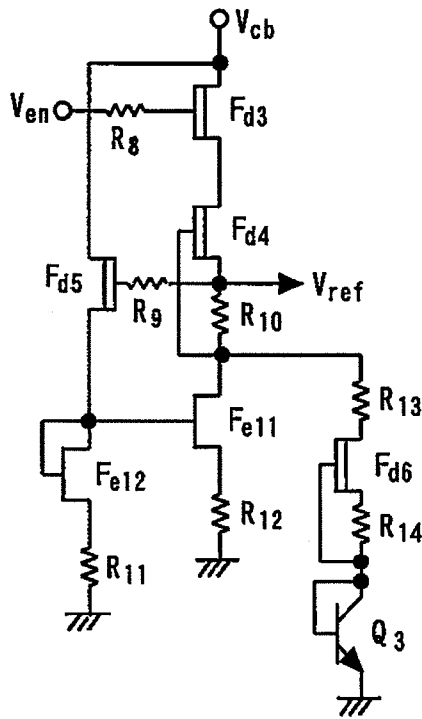 Vcb
Ven
R8
Fd3
Fd4
Fd5
R9
Vref
R10
R13
Fe11
Fd6
Fe12
R12
R14
R11
Q3